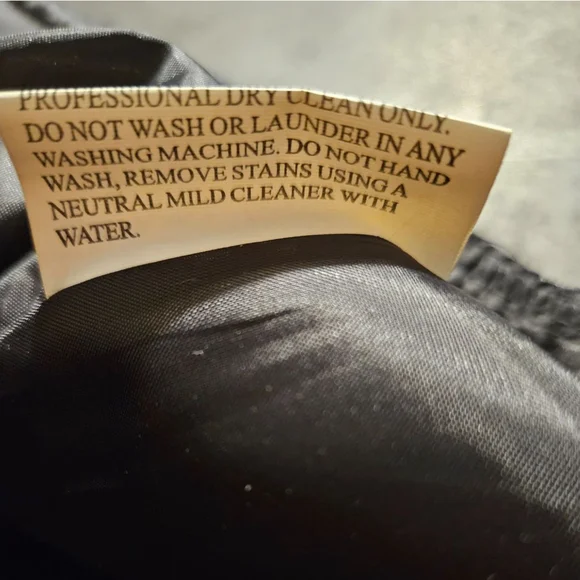 PROFESSIONAL DRY CLEAN ONLY.
DO NOT WASH OR LAUNDER IN ANY
WASHING MACHINE. DO NOT HAND
WASH, REMOVE STAINS USING A
NEUTRAL MILD CLEANER WITH
WATER.